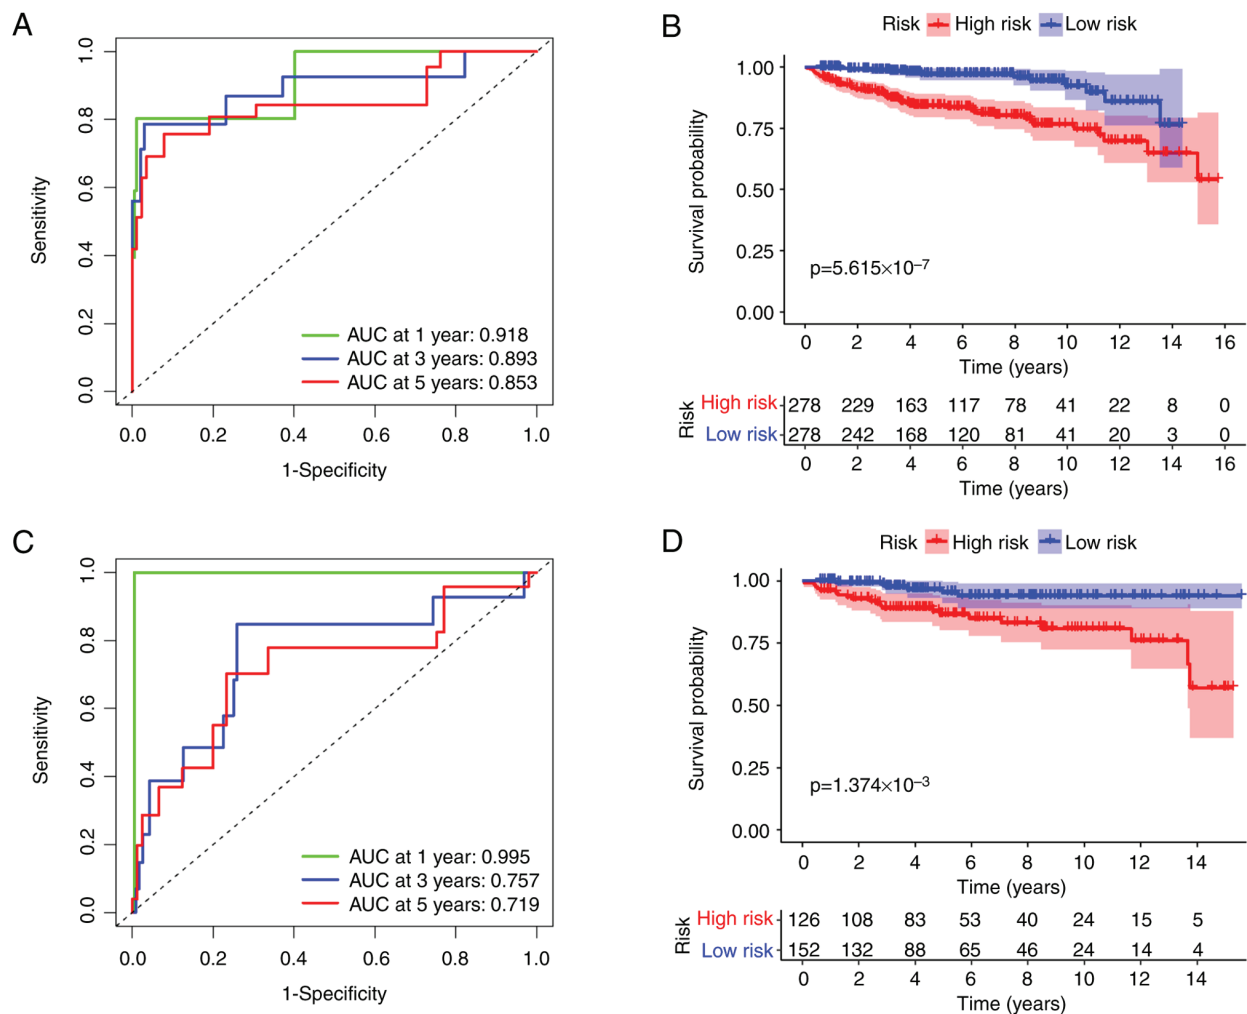 A
1.0
0.8
0.6
0.4
0.2
0.0
Sensitivity
AUC at 1 year: 0.918
AUC at 3 years: 0.893
AUC at 5 years: 0.853
0.0 0.2 0.4 0.6 0.8 1.0
1-Specificity
B
Risk High risk Low risk
1.00
0.75
0.50
0.25
0.00
Survival probability
p=5.615×10−7
0 2 4 6 8 10 12 14 16
Time (years)
Risk
High risk 278 229 163 117 78 41 22 8 0
Low risk 278 242 168 120 81 41 20 3 0
0 2 4 6 8 10 12 14 16
Time (years)
C
1.0
0.8
0.6
0.4
0.2
0.0
Sensitivity
AUC at 1 year: 0.995
AUC at 3 years: 0.757
AUC at 5 years: 0.719
0.0 0.2 0.4 0.6 0.8 1.0
1-Specificity
D
Risk High risk Low risk
1.00
0.75
0.50
0.25
0.00
Survival probability
p=1.374×10−3
0 2 4 6 8 10 12 14
Time (years)
Risk
High risk 126 108 83 53 40 24 15 5
Low risk 152 132 88 65 46 24 14 4
0 2 4 6 8 10 12 14
Time (years)